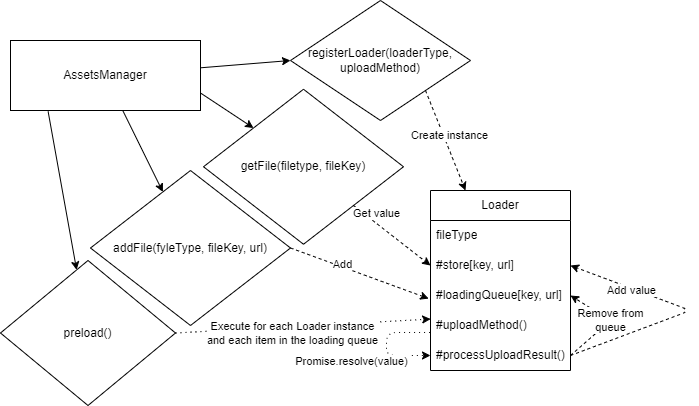 AssetsManager
registerLoader(loaderType,
uploadMethod)
Create instance
getFile(filetype, fileKey)
Get value
addFile(fyleType, fileKey, url)
Add
preload()
Execute for each Loader instance
and each item in the loading queue
Promise.resolve(value)
Loader
fileType
#store[key, url]
#loadingQueue[key, url]
#uploadMethod()
#processUploadResult()
Add value
Remove from
queue